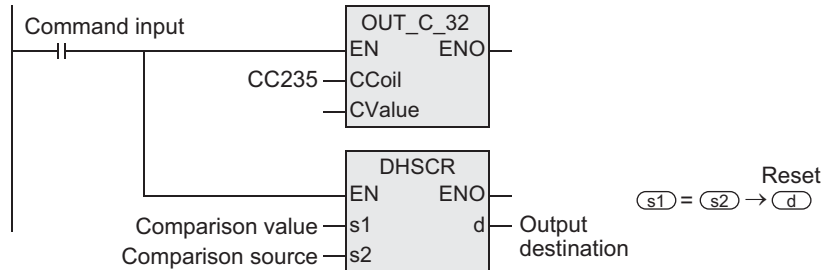 Command input
OUT_C_32
EN ENO
CC235 CCoil
CValue
DHSCR
EN ENO
Comparison value s1 d Output destination
Comparison source s2
Reset
s1 = s2 → d